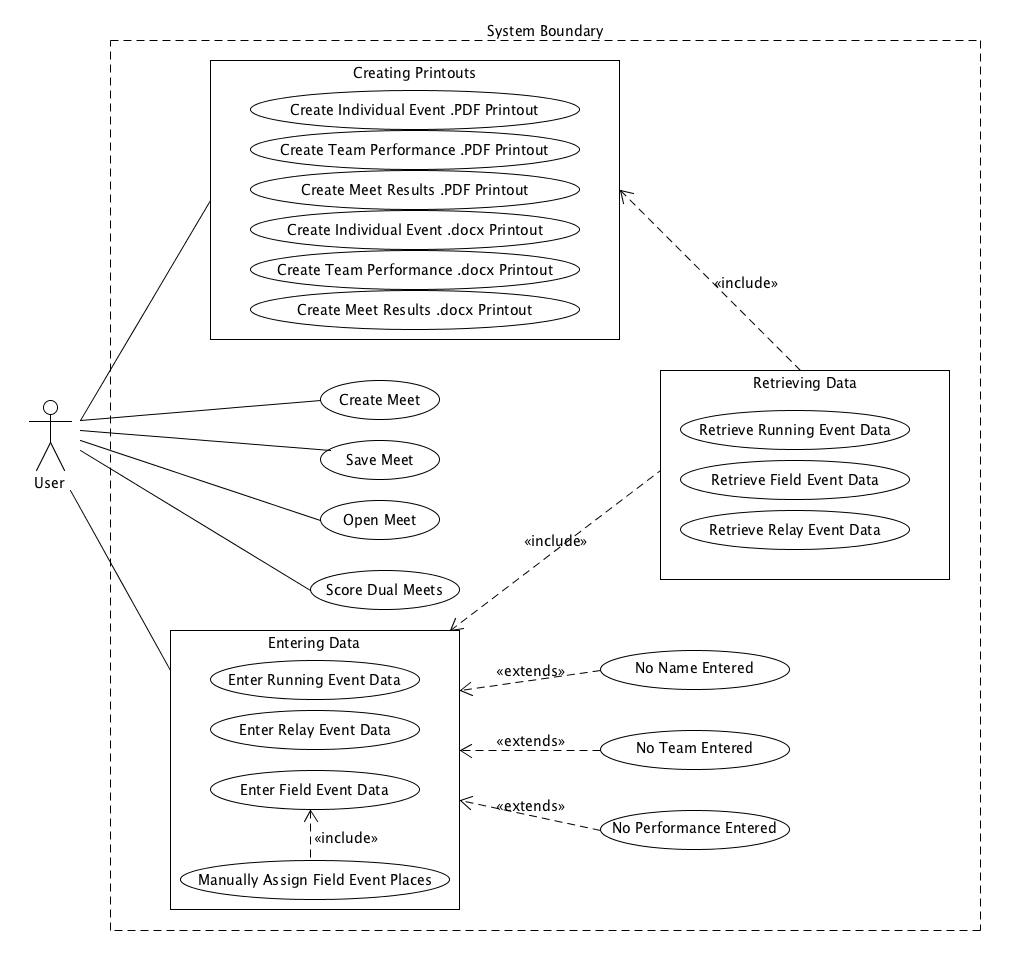 System Boundary
Creating Printouts
Create Individual Event .PDF Printout
Create Team Performance .PDF Printout
Create Meet Results .PDF Printout
Create Individual Event .docx Printout
Create Team Performance .docx Printout
Create Meet Results .docx Printout
«include»
Retrieving Data
Retrieve Running Event Data
Retrieve Field Event Data
Retrieve Relay Event Data
User
Create Meet
Save Meet
Open Meet
Score Dual Meets
«include»
Entering Data
Enter Running Event Data
Enter Relay Event Data
Enter Field Event Data
«include»
Manually Assign Field Event Places
«extends»
No Name Entered
«extends»
No Team Entered
«extends»
No Performance Entered